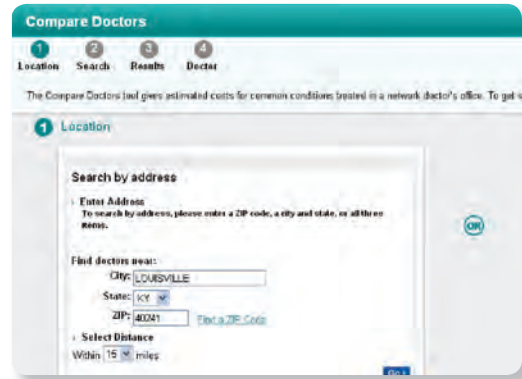 Compare Doctors
1 2 3 4
Location Search Results Doctor
The Compare Doctors tool gives estimated costs for common conditions treated in a network doctor's office. To get
1 Location
Search by address
Enter Address
To search by address, please enter a ZIP code, a city and state, or all three
items.
OR
Find doctors near:
City: LOUISVILLE
State: KY
ZIP: 40241 Find a ZIP Code
Select Distance
Within 15 miles
Go